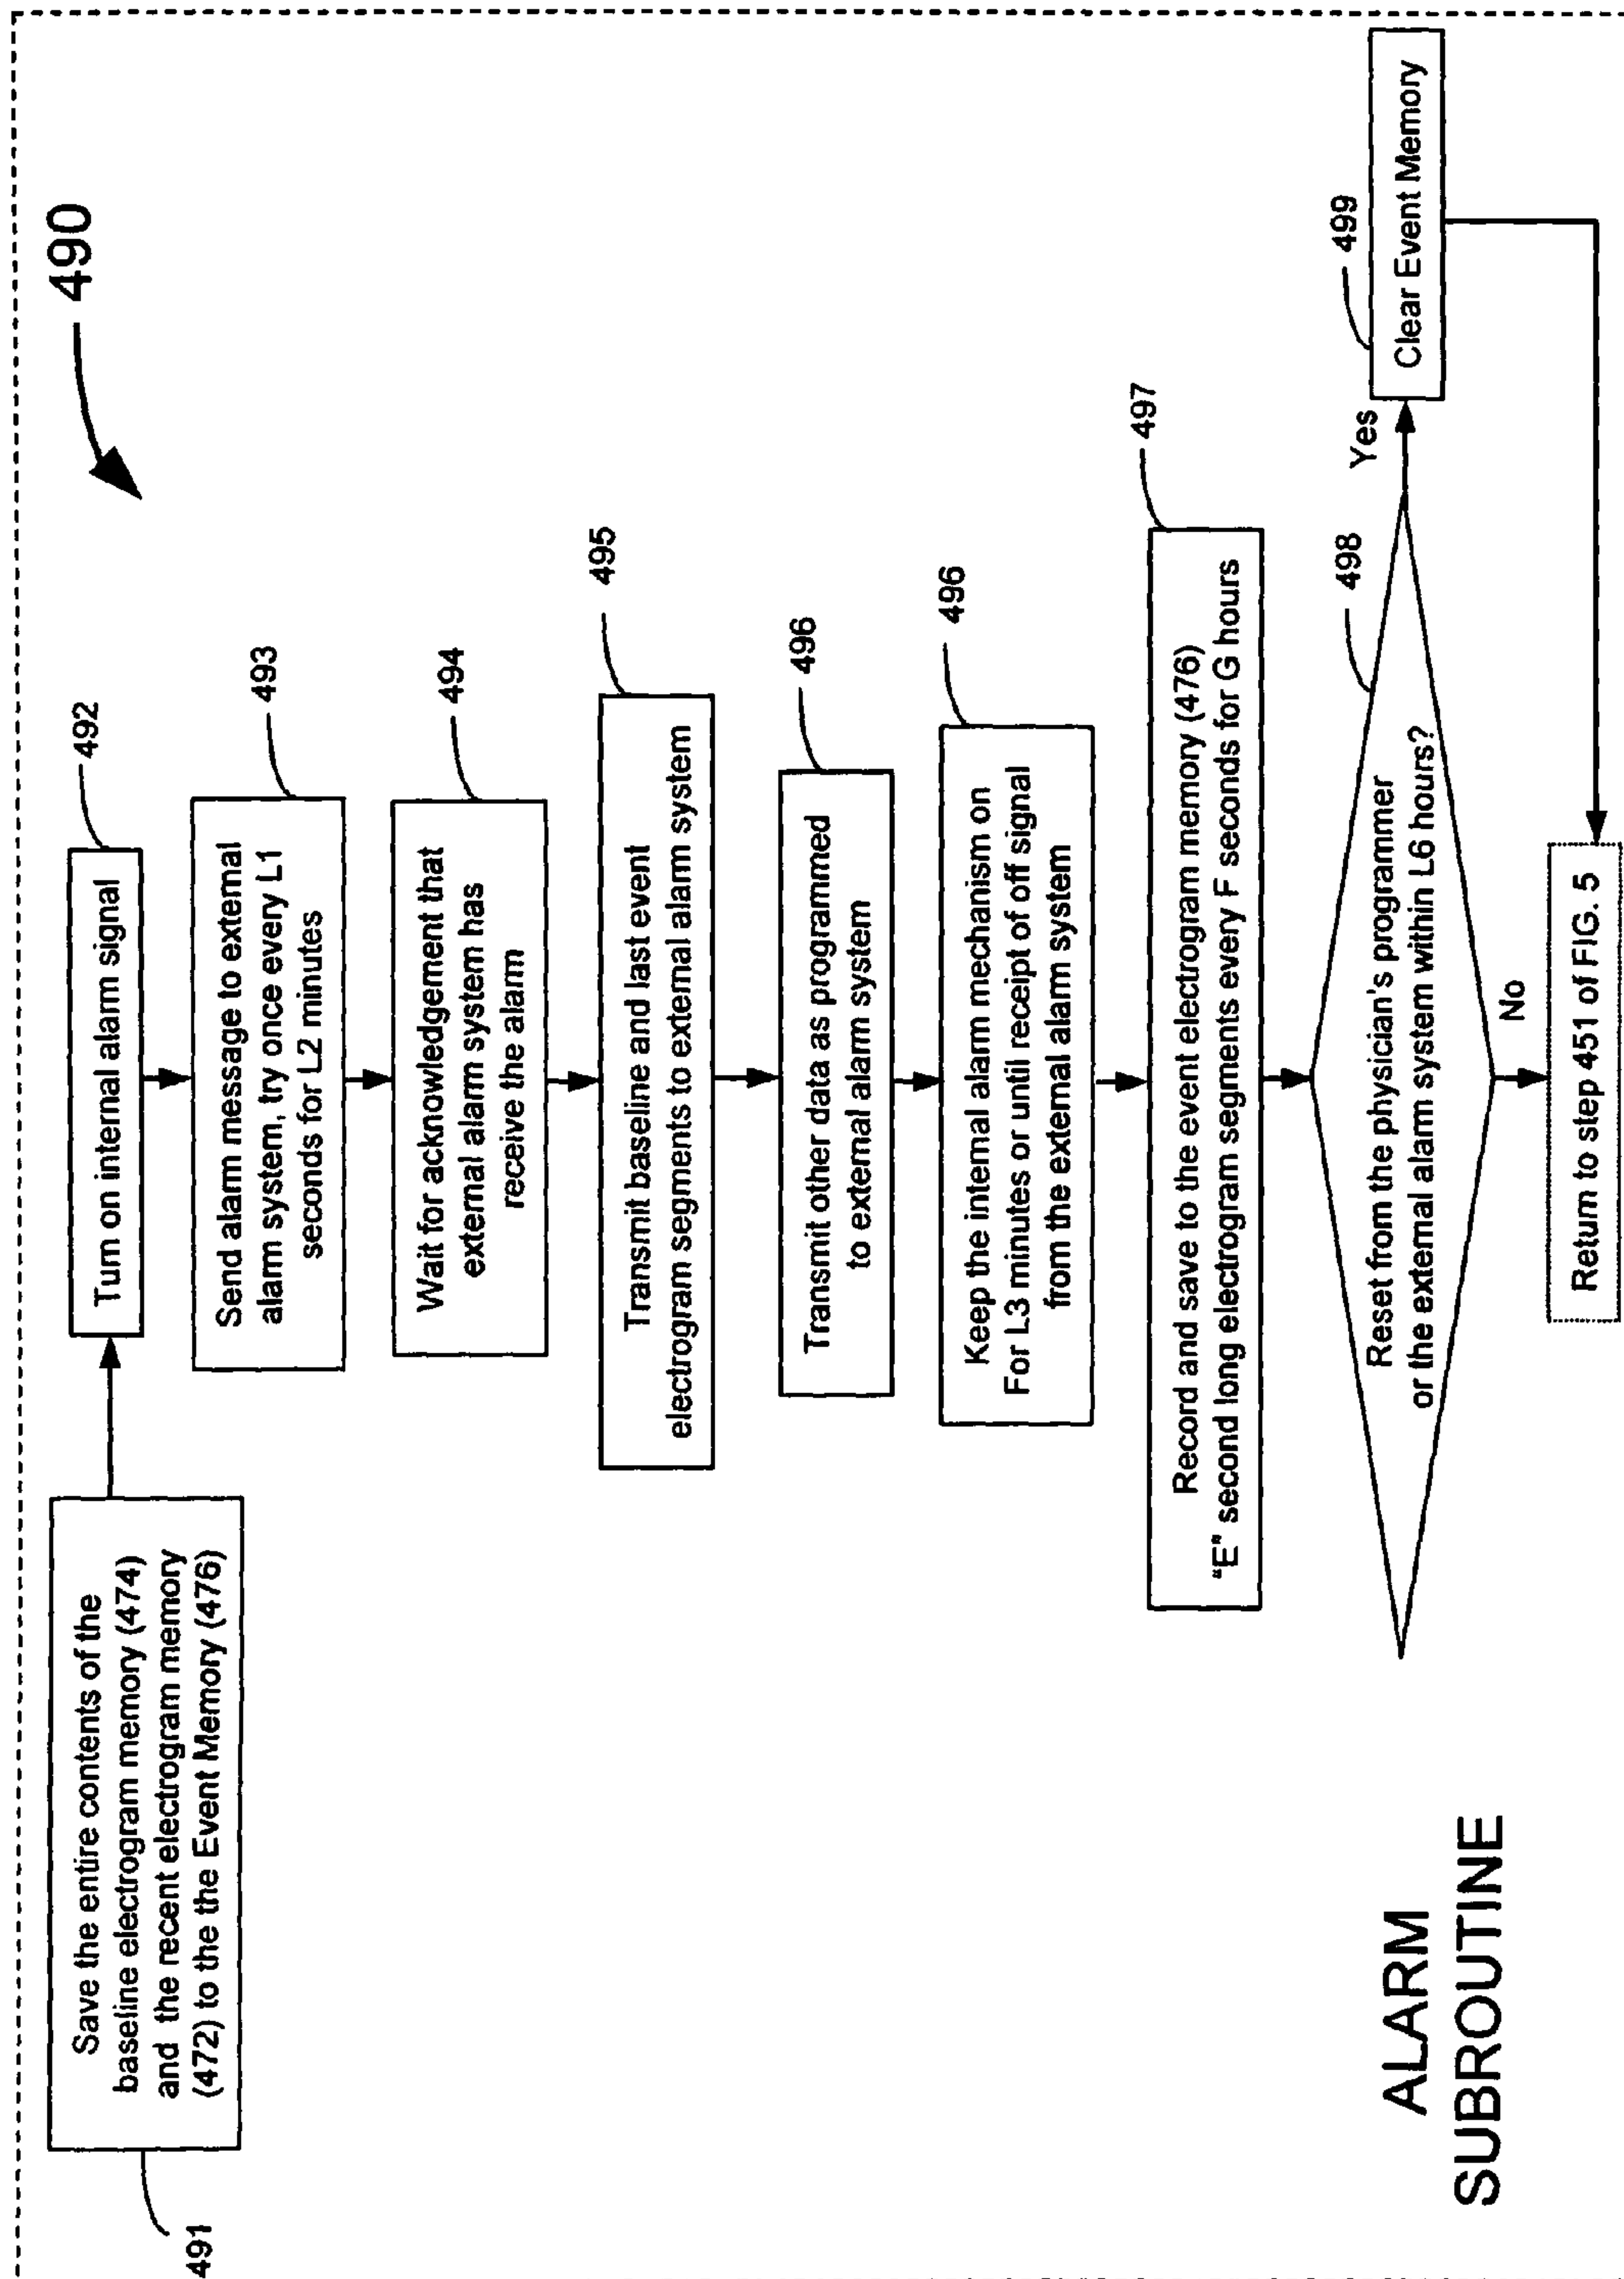 490
Save the entire contents of the
baseline electrogram memory (474)
and the recent electrogram memory
(472) to the the Event Memory (476)
491
Turn on internal alarm signal
492
Send alarm message to external
alarm system, try once every L1
seconds for L2 minutes
493
Wait for acknowledgement that
external alarm system has
receive the alarm
494
Transmit baseline and last event
electrogram segments to external alarm system
495
Transmit other data as programmed
to external alarm system
496
Keep the internal alarm mechanism on
For L3 minutes or until receipt of off signal
from the external alarm system
496
Record and save to the event electrogram memory (476)
"E" second long electrogram segments every F seconds for G hours
497
Reset from the physician's programmer
or the external alarm system within L6 hours?
498
Yes
Clear Event Memory
499
No
Return to step 451 of FIG. 5
ALARM
SUBROUTINE